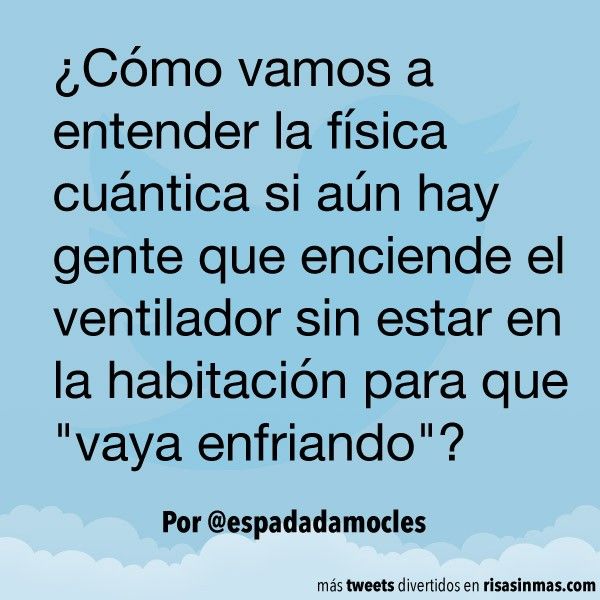 ¿Cómo vamos a
entender la física
cuántica si aún hay
gente que enciende el
ventilador sin estar en
la habitación para que
"vaya enfriando"?
Por @espadadamocles
más tweets divertidos en risasinmas.com